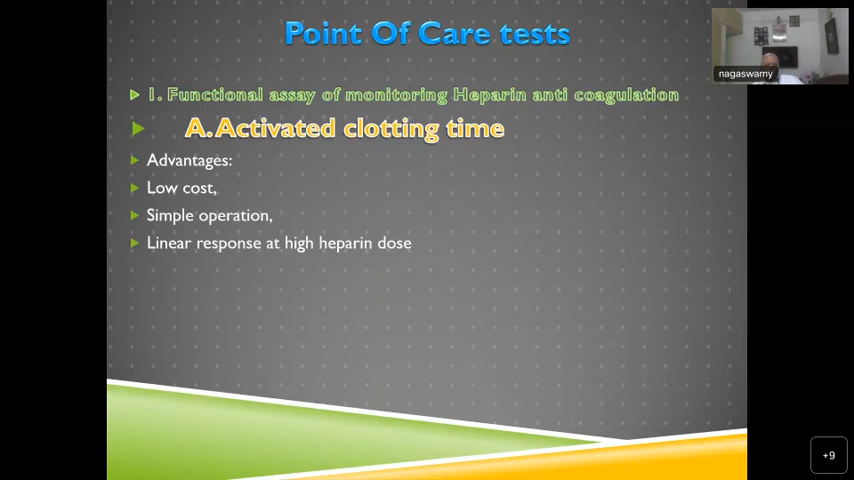 Point Of Care tests
1. Functional assay of monitoring Heparin anti coagulation
A. Activated clotting time
Advantages:
Low cost,
Simple operation,
Linear response at high heparin dose
nagaswamy
+9